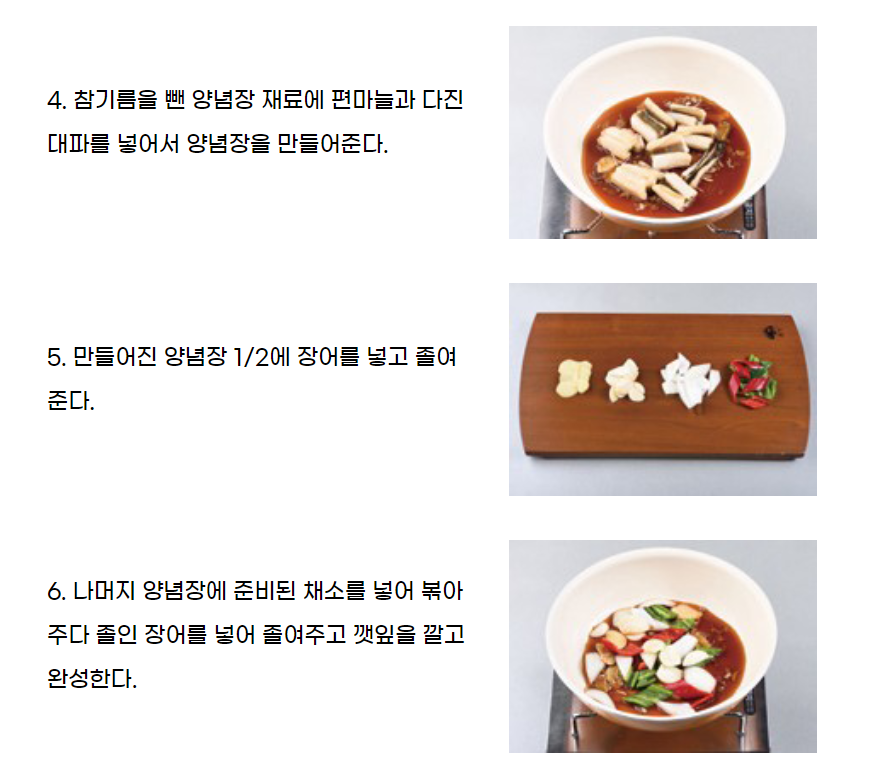 4. 참기름을 뺀 양념장 재료에 편마늘과 다진
대파를 넣어서 양념장을 만들어준다.
5. 만들어진 양념장 1/2에 장어를 넣고 졸여
준다.
6. 나머지 양념장에 준비된 채소를 넣어 볶아
주다 졸인 장어를 넣어 졸여주고 깻잎을 깔고
완성한다.